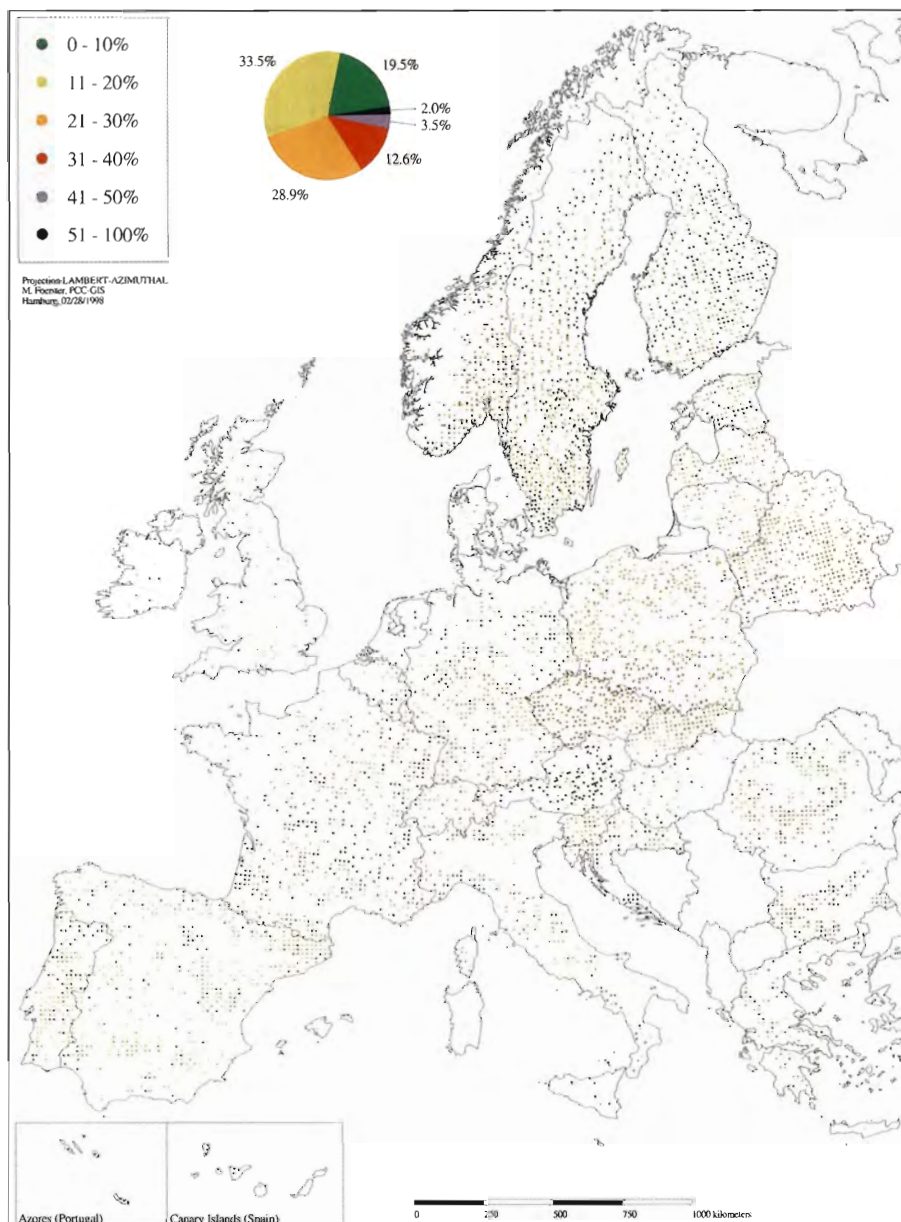 0 - 10%
11 - 20%
21 - 30%
31 - 40%
41 - 50%
51 - 100%
33.5%
19.5%
2.0%
3.5%
12.6%
28.9%
Projection:LAMBERT-AZIMUTHAL
M. Foerster, PCC-GIS
Hamburg, 02/28/1998
Azores (Portugal)
Canary Islands (Spain)
0 250 500 750 1000 kilometers